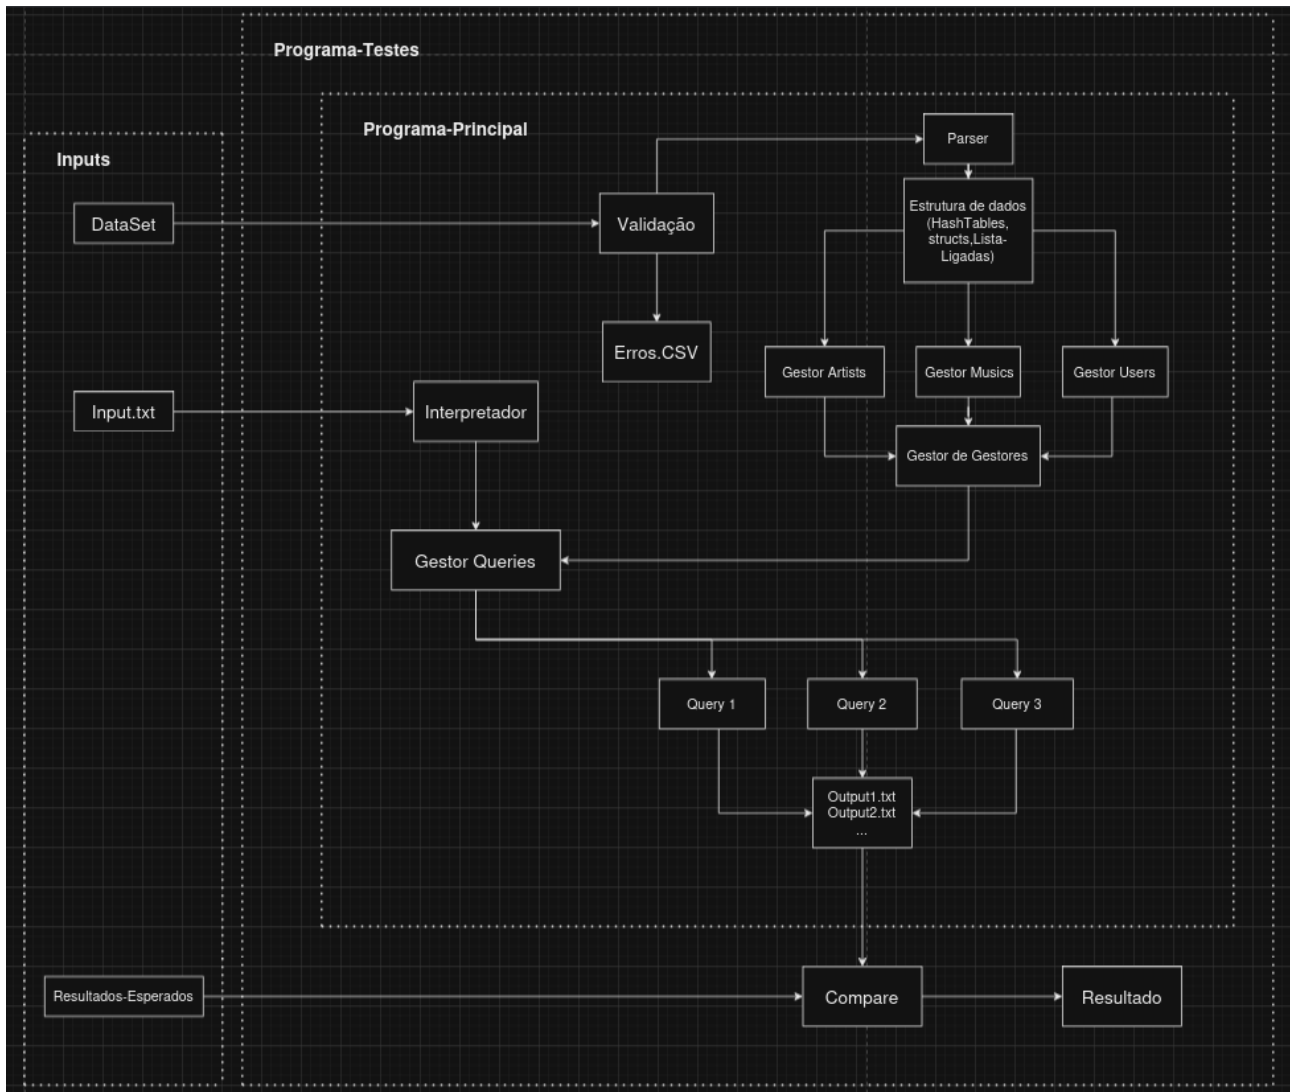 Programa-Testes
Programa-Principal
Inputs
Parser
DataSet
Validação
Estrutura de dados
(HashTables,
structs,Lista-
Ligadas)
Erros.CSV
Gestor Artists
Gestor Musics
Gestor Users
Input.txt
Interpretador
Gestor de Gestores
Gestor Queries
Query 1
Query 2
Query 3
Output1.txt
Output2.txt
...
Resultados-Esperados
Compare
Resultado